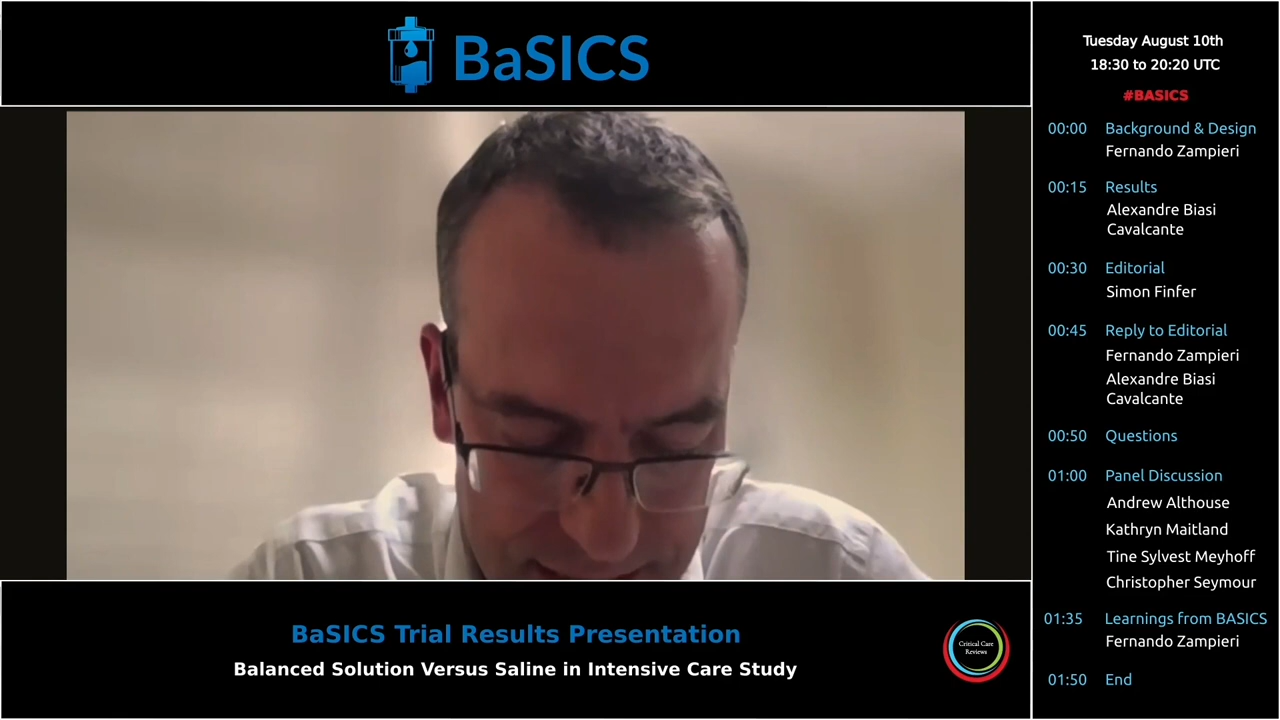 BaSICS
Tuesday August 10th
18:30 to 20:20 UTC
#BASICS
00:00 Background & Design
Fernando Zampieri
00:15 Results
Alexandre Biasi
Cavalcante
00:30 Editorial
Simon Finfer
00:45 Reply to Editorial
Fernando Zampieri
Alexandre Biasi
Cavalcante
00:50 Questions
01:00 Panel Discussion
Andrew Althouse
Kathryn Maitland
Tine Sylvest Meyhoff
Christopher Seymour
01:35 Learnings from BASICS
Fernando Zampieri
01:50 End
BaSICS Trial Results Presentation
Balanced Solution Versus Saline in Intensive Care Study
Critical Care
Reviews